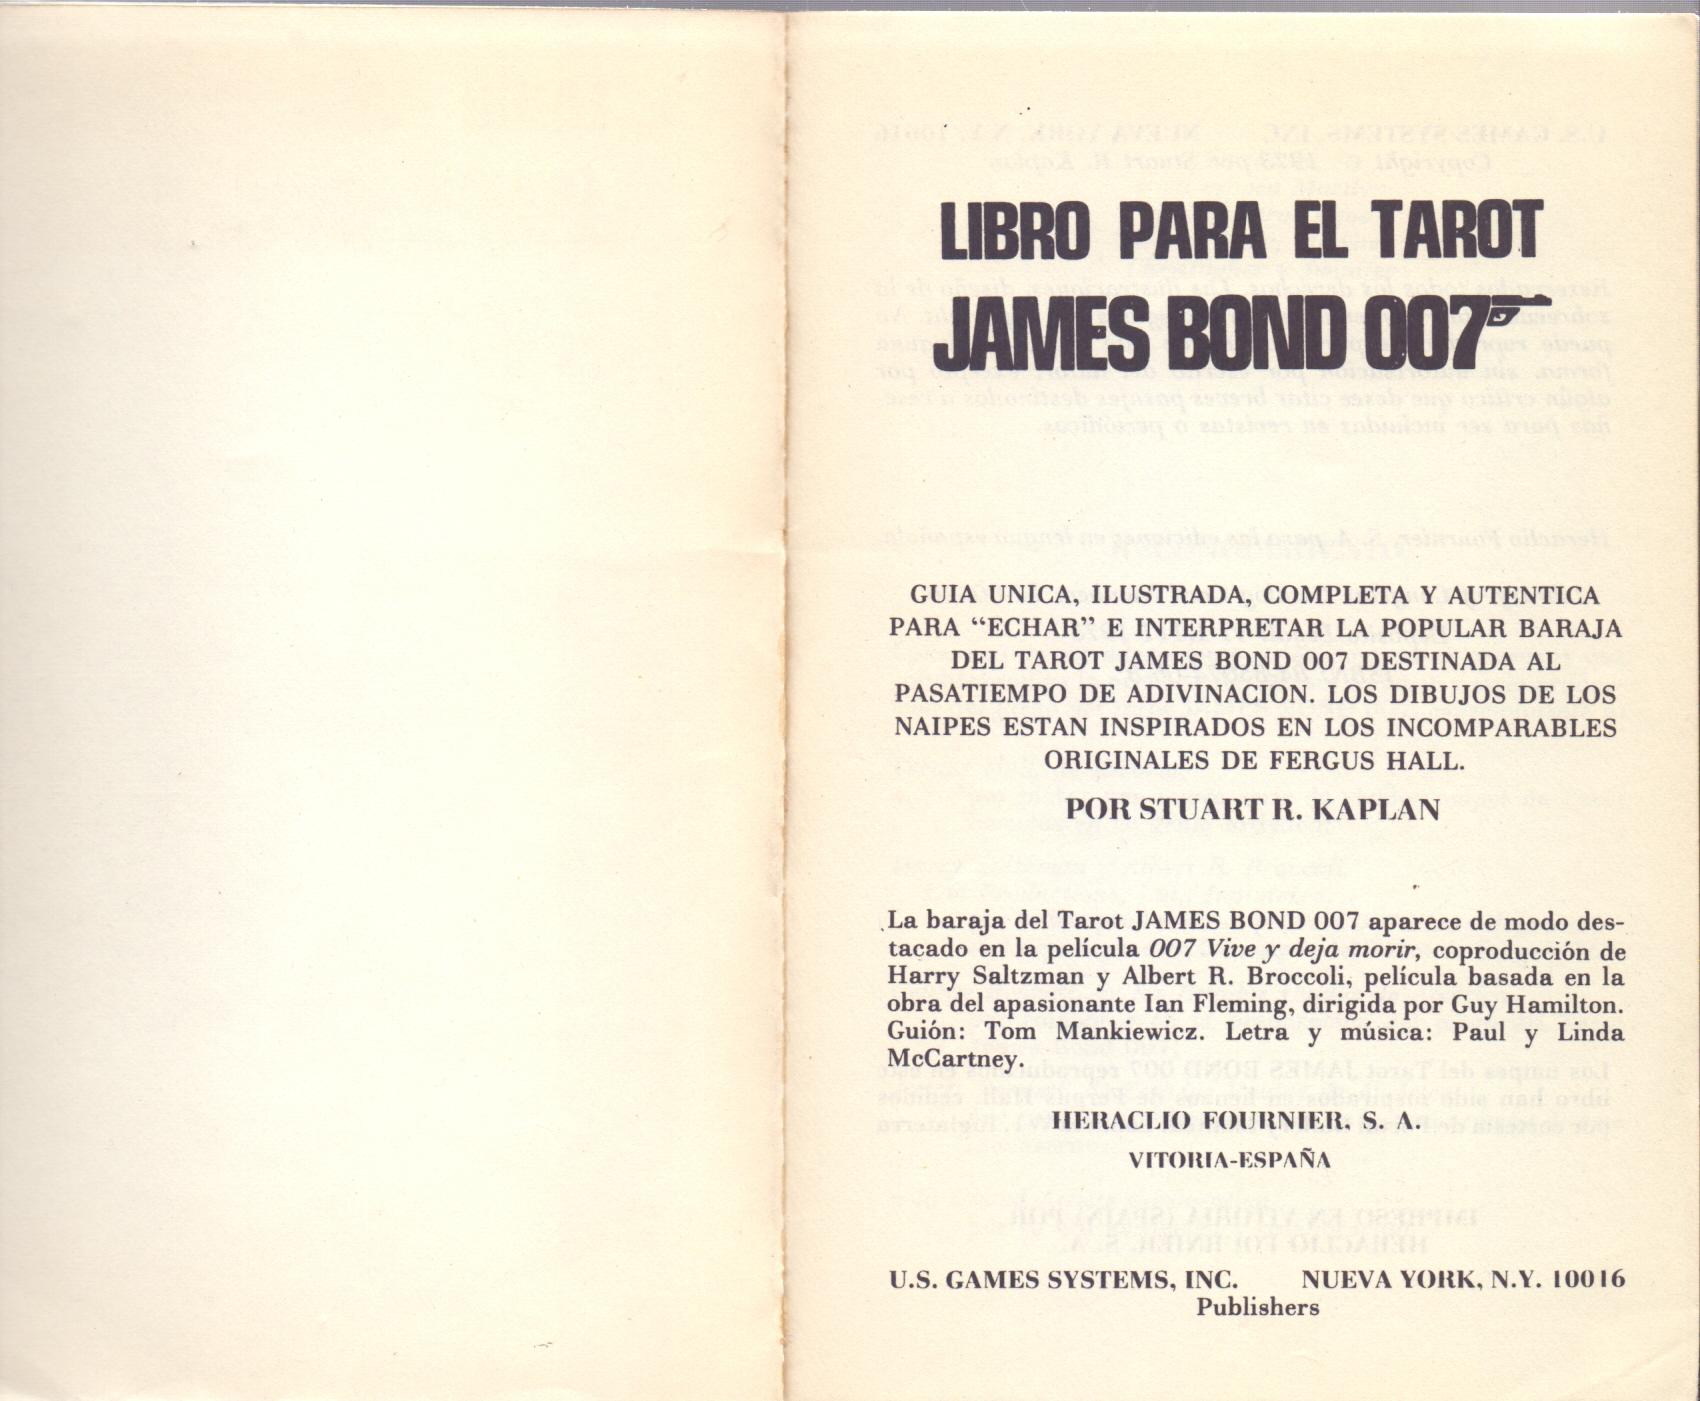 LIBRO PARA EL TAROT
JAMES BOND 007
GUIA UNICA, ILUSTRADA, COMPLETA Y AUTENTICA
PARA “ECHAR” E INTERPRETAR LA POPULAR BARAJA
DEL TAROT JAMES BOND 007 DESTINADA AL
PASATIEMPO DE ADIVINACION. LOS DIBUJOS DE LOS
NAIPES ESTAN INSPIRADOS EN LOS INCOMPARABLES
ORIGINALES DE FERGUS HALL.
POR STUART R. KAPLAN
La baraja del Tarot JAMES BOND 007 aparece de modo des-
tacado en la película 007 Vive y deja morir, coproducción de
Harry Saltzman y Albert R. Broccoli, película basada en la
obra del apasionante Ian Fleming, dirigida por Guy Hamilton.
Guión: Tom Mankiewicz. Letra y música: Paul y Linda
McCartney.
HERACLIO FOURNIER, S. A.
VITORIA-ESPAÑA
U.S. GAMES SYSTEMS, INC. NUEVA YORK, N.Y. 10016
Publishers